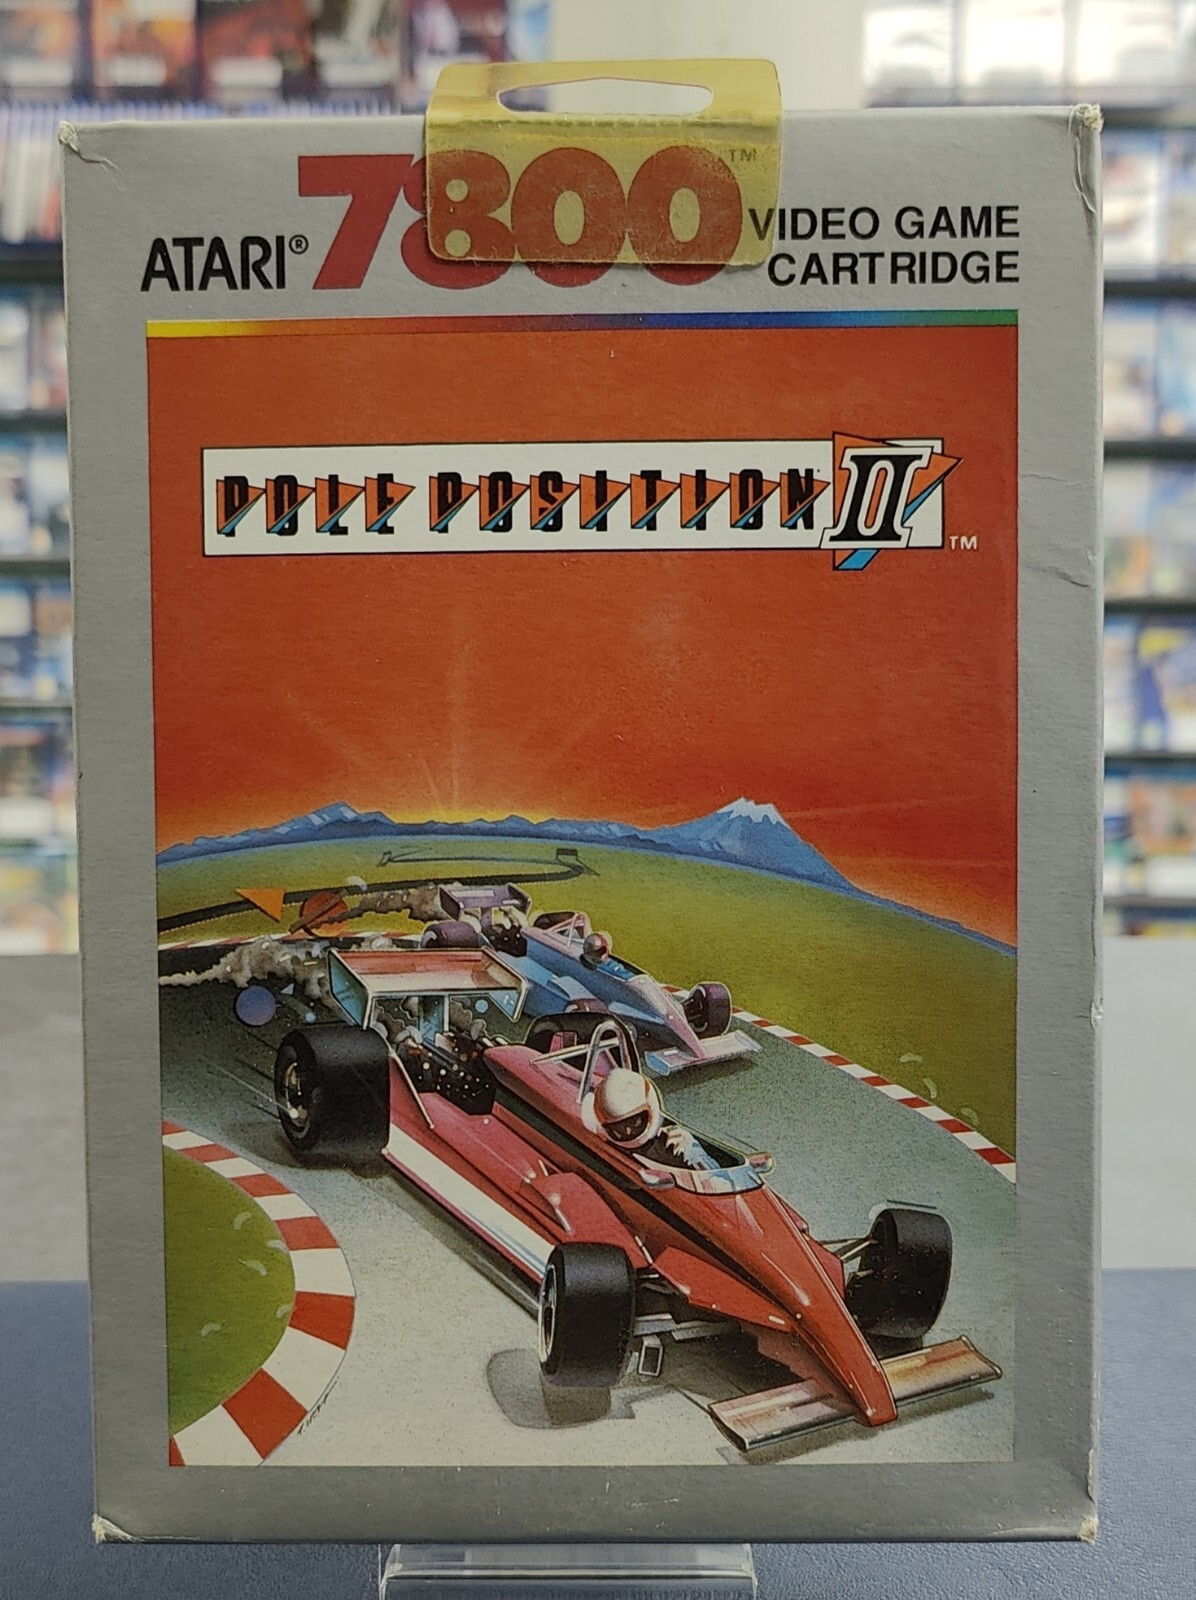 ATARI® 7800™ VIDEO GAME
CARTRIDGE
POLE POSITION II™